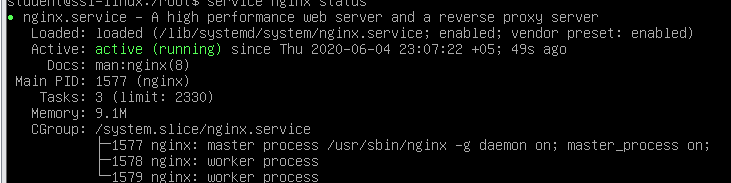 student@ssl-linux:/root$ service nginx status
● nginx.service - A high performance web server and a reverse proxy server
Loaded: loaded (/lib/systemd/system/nginx.service; enabled; vendor preset: enabled)
Active: active (running) since Thu 2020-06-04 23:07:22 +05; 49s ago
Docs: man:nginx(8)
Main PID: 1577 (nginx)
Tasks: 3 (limit: 2330)
Memory: 9.1M
CGroup: /system.slice/nginx.service
├─1577 nginx: master process /usr/sbin/nginx -g daemon on; master_process on;
├─1578 nginx: worker process
└─1579 nginx: worker process